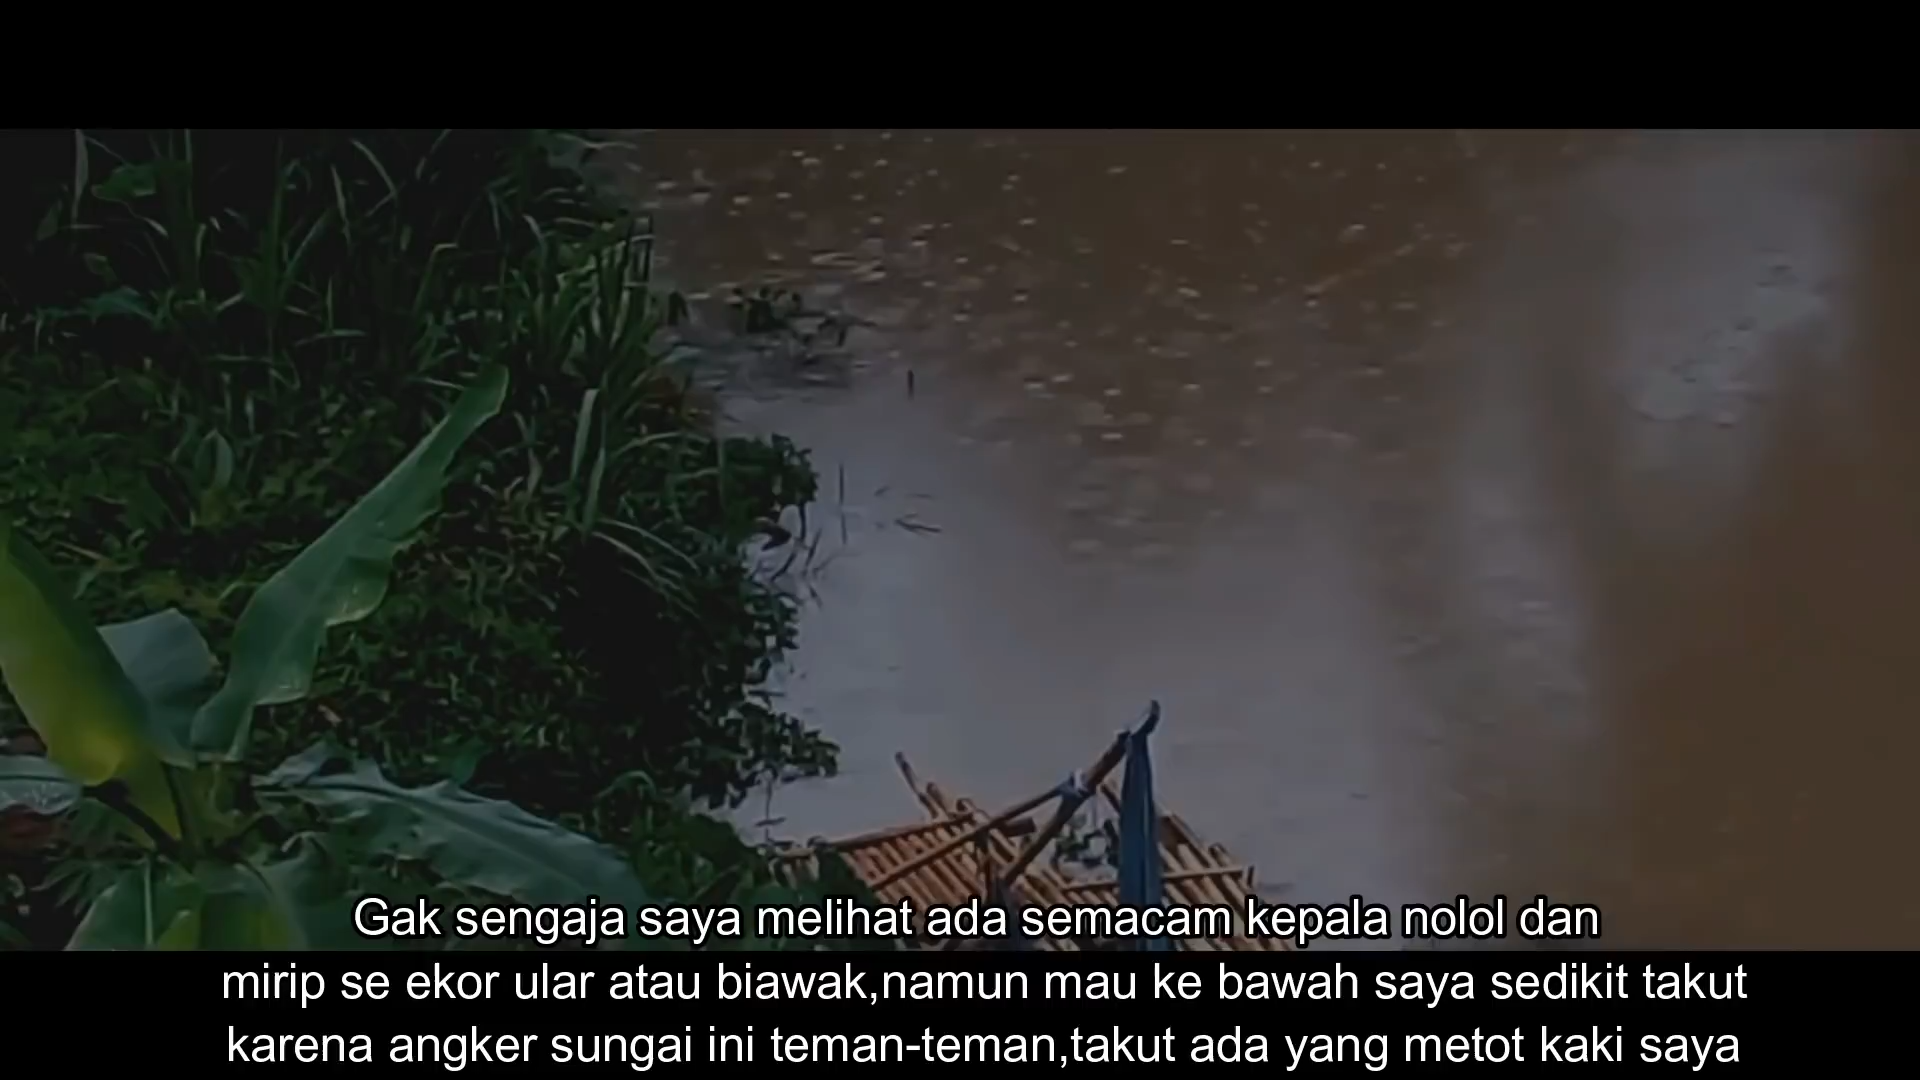 Gak sengaja saya melihat ada semacam kepala nolol dan
mirip se ekor ular atau biawak,namun mau ke bawah saya sedikit takut
karena angker sungai ini teman-teman,takut ada yang metot kaki saya